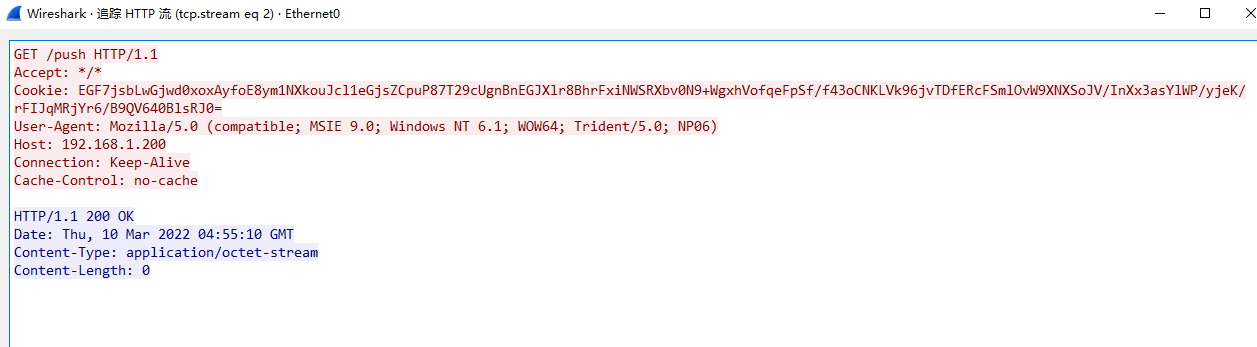 Wireshark · 追踪 HTTP 流 (tcp.stream eq 2) · Ethernet0
GET /push HTTP/1.1
Accept: */*
Cookie: EGF7jsbLwGjwd0xoxAyfoE8ym1NXkouJcl1eGjsZCpuP87T29cUgnBnEGJXlr8BhrFxiNWSRXbv0N9+WgxhVofqeFpSf/f43oCNKLVk96jvTDfERcFSmlOvW9XNXSoJV/InXx3asYlWP/yjeK/
rFIJqMRjYr6/B9QV640BlsRJ0=
User-Agent: Mozilla/5.0 (compatible; MSIE 9.0; Windows NT 6.1; WOW64; Trident/5.0; NP06)
Host: 192.168.1.200
Connection: Keep-Alive
Cache-Control: no-cache
HTTP/1.1 200 OK
Date: Thu, 10 Mar 2022 04:55:10 GMT
Content-Type: application/octet-stream
Content-Length: 0